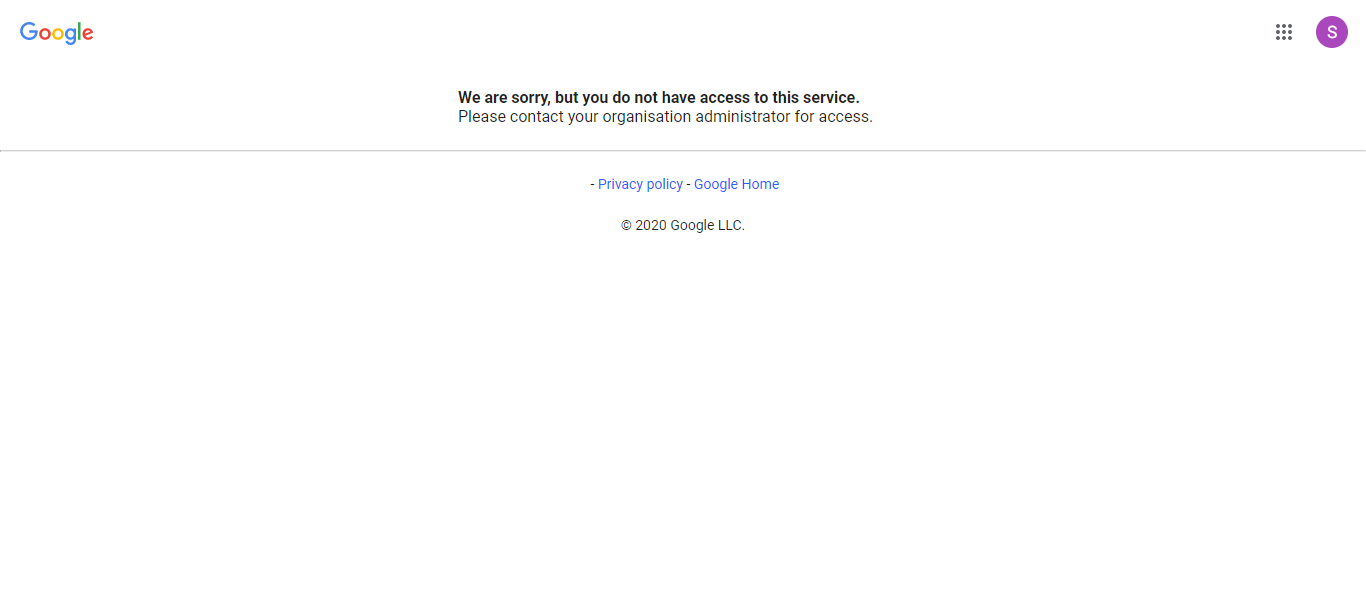 Google
S
We are sorry, but you do not have access to this service.
Please contact your organisation administrator for access.
- Privacy policy - Google Home
© 2020 Google LLC.